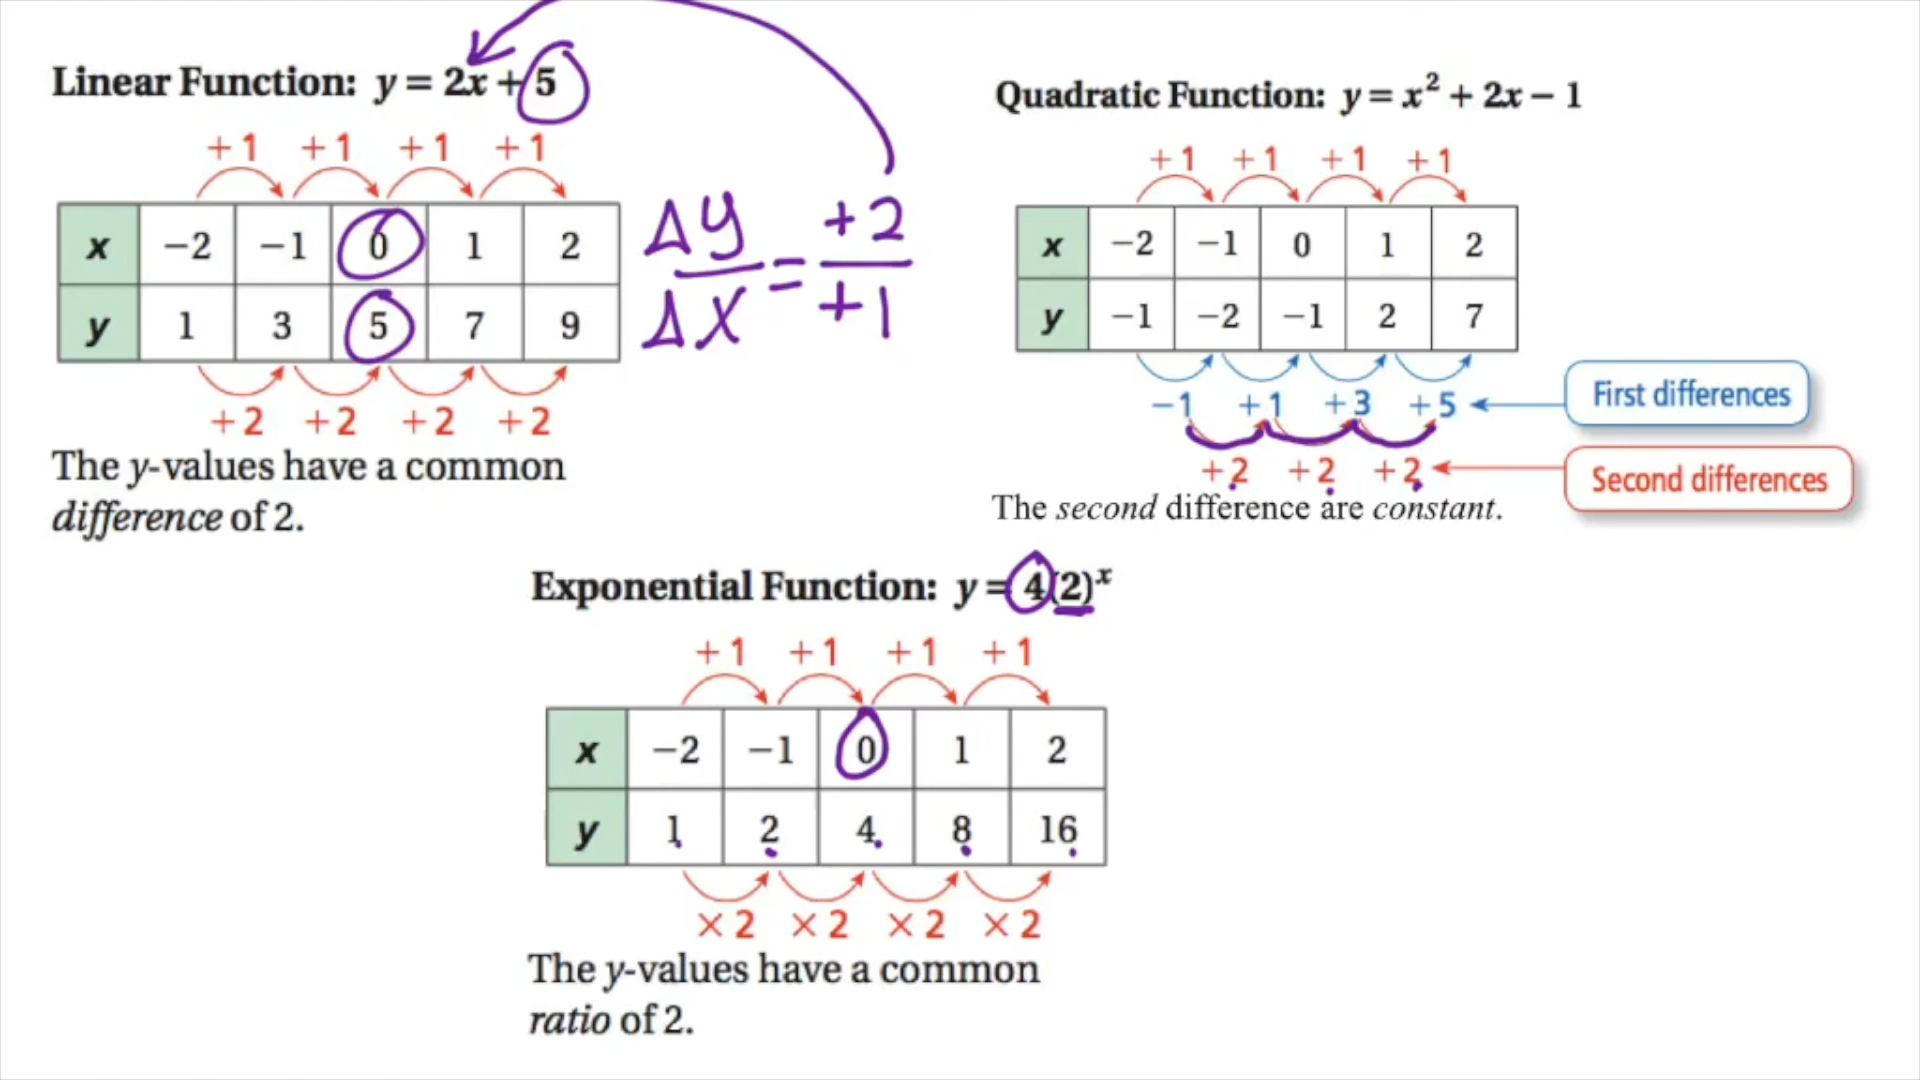 Linear Function: y = 2x + 5
+1 +1 +1 +1
x −2 −1 0 1 2
y 1 3 5 7 9
+2 +2 +2 +2
The y-values have a common
difference of 2.
Δy/Δx = +2/+1
Quadratic Function: y = x² + 2x − 1
+1 +1 +1 +1
x −2 −1 0 1 2
y −1 −2 −1 2 7
−1 +1 +3 +5 First differences
+2 +2 +2 Second differences
The second difference are constant.
Exponential Function: y = 4(2)ˣ
+1 +1 +1 +1
x −2 −1 0 1 2
y 1 2 4 8 16
×2 ×2 ×2 ×2
The y-values have a common
ratio of 2.